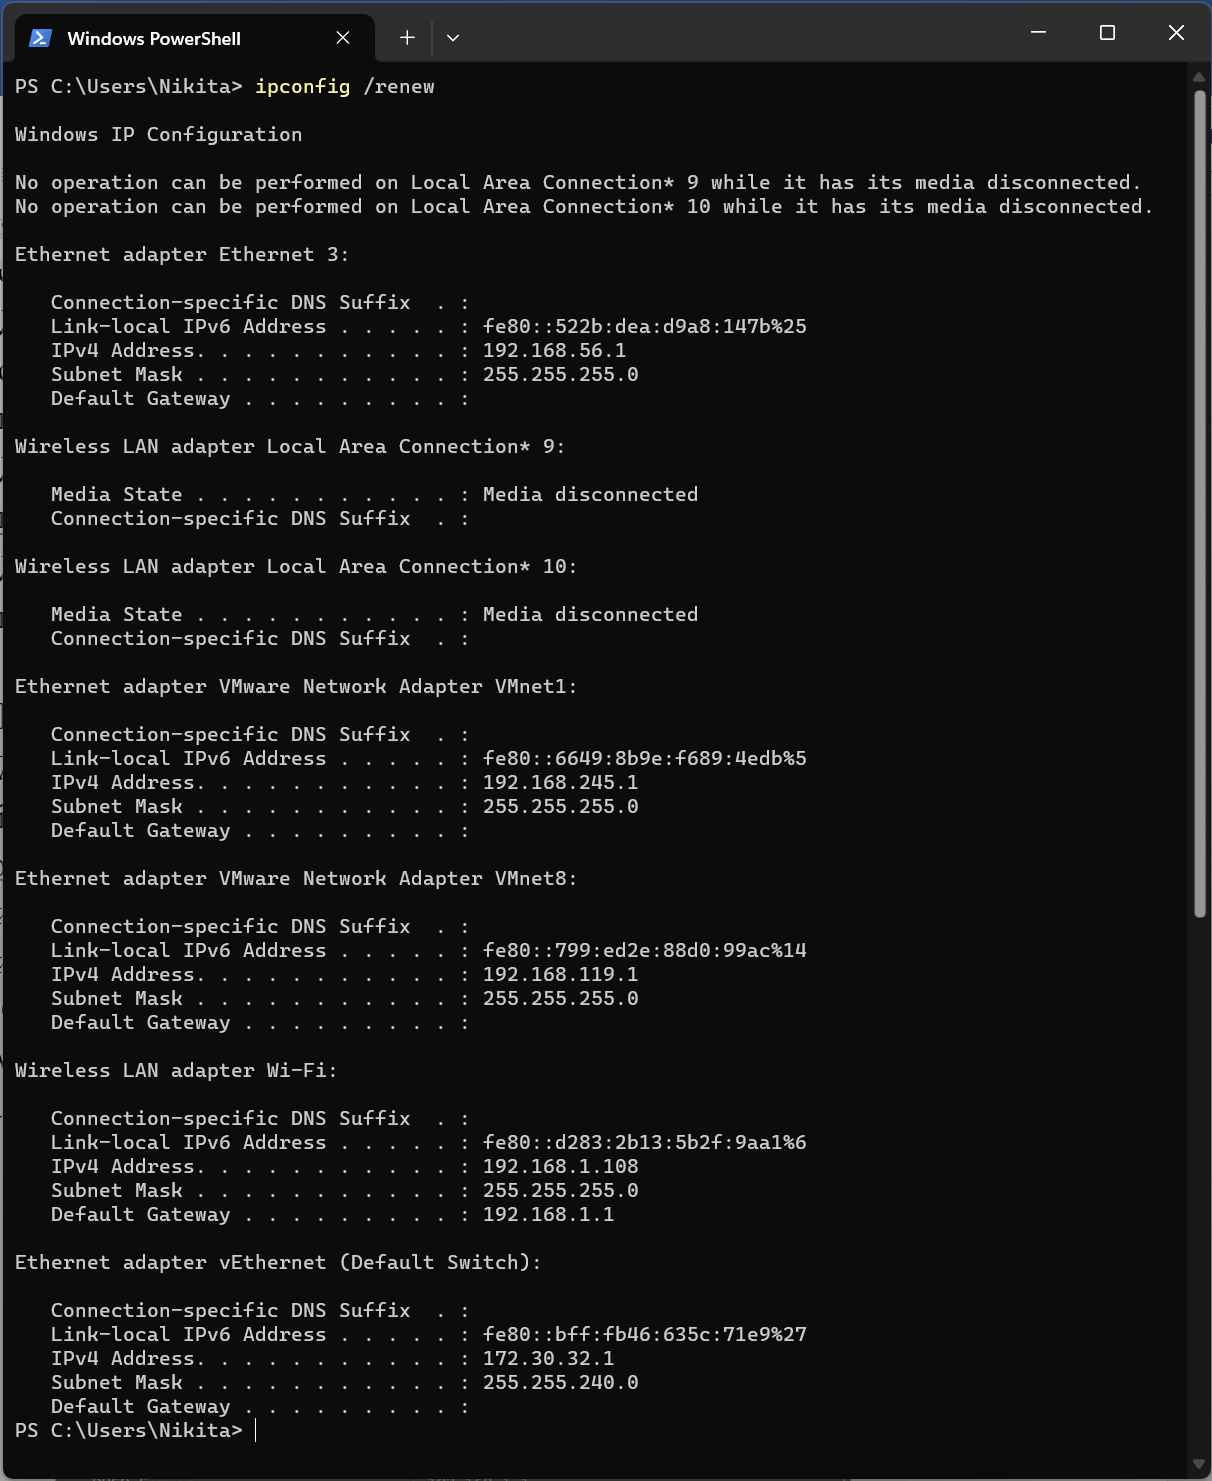 Windows PowerShell
PS C:\Users\Nikita> ipconfig /renew
Windows IP Configuration
No operation can be performed on Local Area Connection* 9 while it has its media disconnected.
No operation can be performed on Local Area Connection* 10 while it has its media disconnected.
Ethernet adapter Ethernet 3:
Connection-specific DNS Suffix  . :
Link-local IPv6 Address . . . . . : fe80::522b:dea:d9a8:147b%25
IPv4 Address. . . . . . . . . . . : 192.168.56.1
Subnet Mask . . . . . . . . . . . : 255.255.255.0
Default Gateway . . . . . . . . . :
Wireless LAN adapter Local Area Connection* 9:
Media State . . . . . . . . . . . : Media disconnected
Connection-specific DNS Suffix  . :
Wireless LAN adapter Local Area Connection* 10:
Media State . . . . . . . . . . . : Media disconnected
Connection-specific DNS Suffix  . :
Ethernet adapter VMware Network Adapter VMnet1:
Connection-specific DNS Suffix  . :
Link-local IPv6 Address . . . . . : fe80::6649:8b9e:f689:4edb%5
IPv4 Address. . . . . . . . . . . : 192.168.245.1
Subnet Mask . . . . . . . . . . . : 255.255.255.0
Default Gateway . . . . . . . . . :
Ethernet adapter VMware Network Adapter VMnet8:
Connection-specific DNS Suffix  . :
Link-local IPv6 Address . . . . . : fe80::799:ed2e:88d0:99ac%14
IPv4 Address. . . . . . . . . . . : 192.168.119.1
Subnet Mask . . . . . . . . . . . : 255.255.255.0
Default Gateway . . . . . . . . . :
Wireless LAN adapter Wi-Fi:
Connection-specific DNS Suffix  . :
Link-local IPv6 Address . . . . . : fe80::d283:2b13:5b2f:9aa1%6
IPv4 Address. . . . . . . . . . . : 192.168.1.108
Subnet Mask . . . . . . . . . . . : 255.255.255.0
Default Gateway . . . . . . . . . : 192.168.1.1
Ethernet adapter vEthernet (Default Switch):
Connection-specific DNS Suffix  . :
Link-local IPv6 Address . . . . . : fe80::bff:fb46:635c:71e9%27
IPv4 Address. . . . . . . . . . . : 172.30.32.1
Subnet Mask . . . . . . . . . . . : 255.255.240.0
Default Gateway . . . . . . . . . :
PS C:\Users\Nikita>